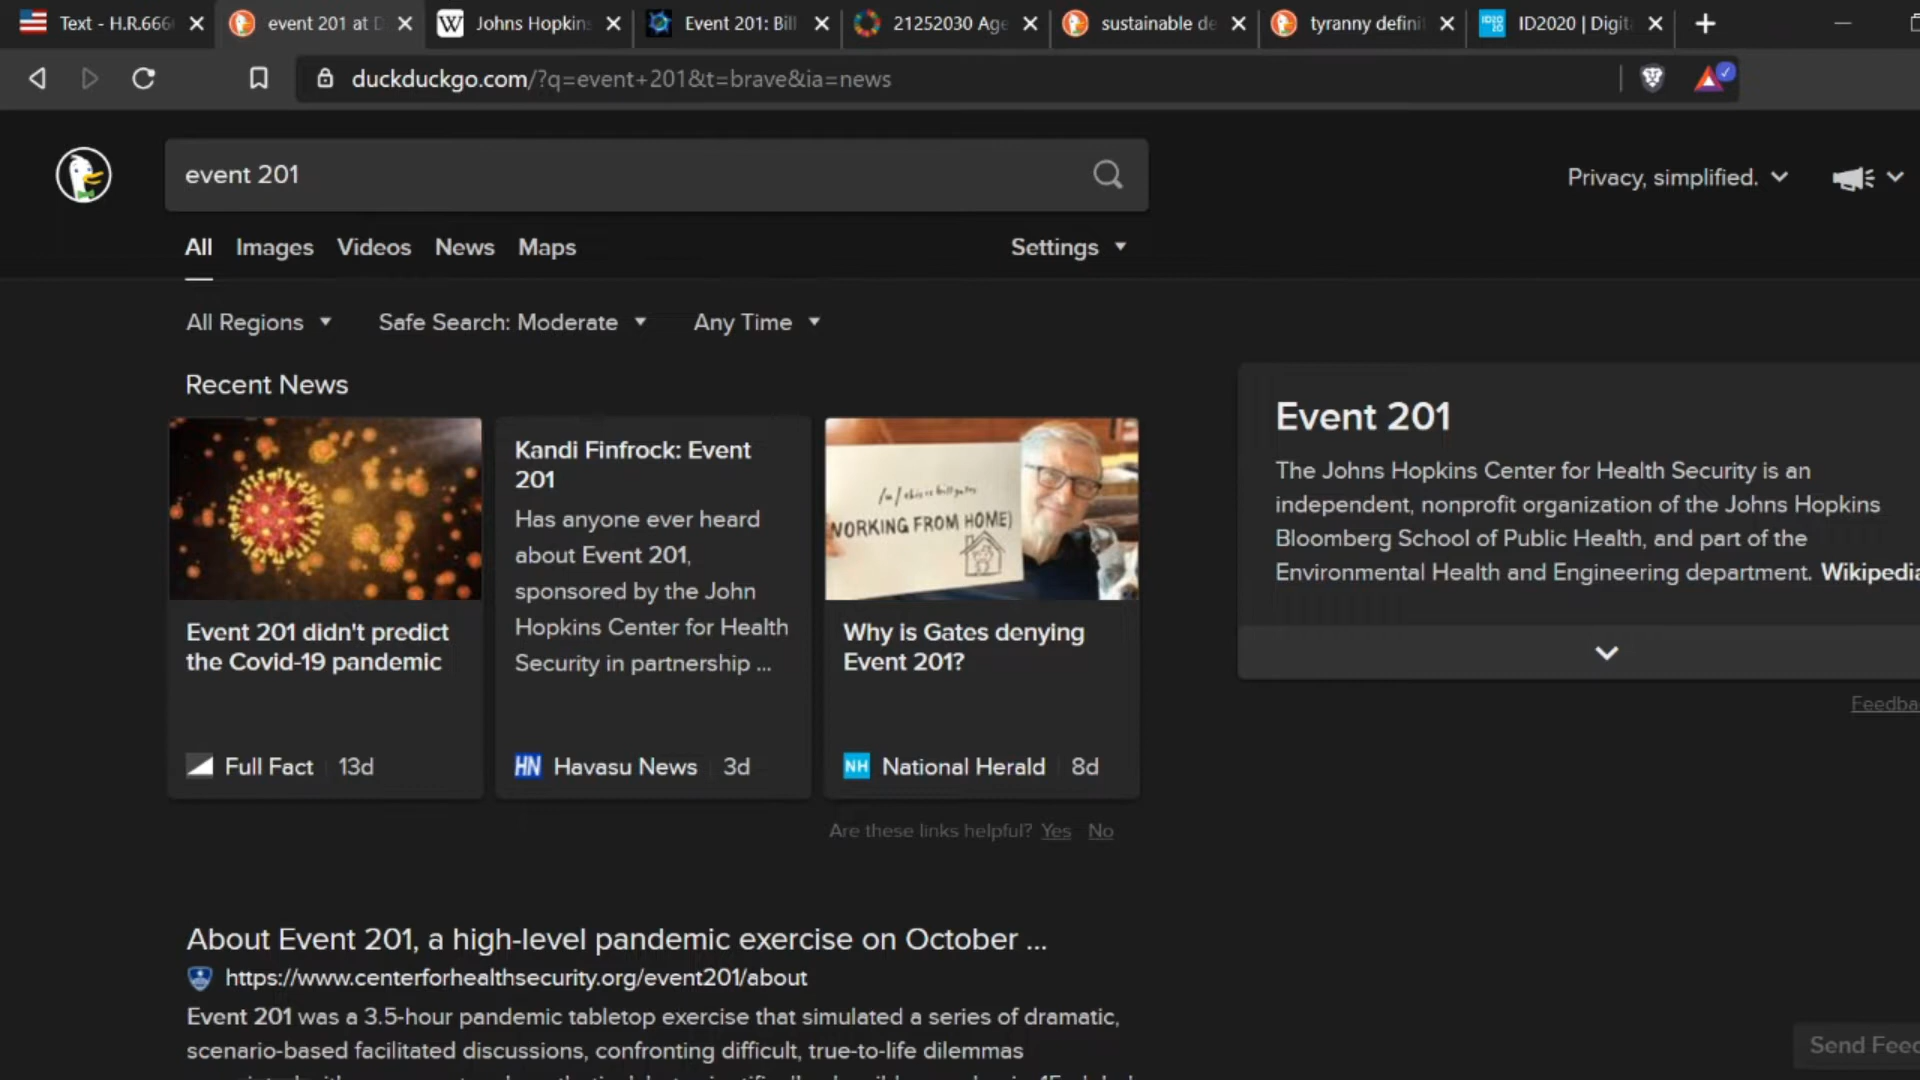 Text - H.R.666
event 201 at D
Johns Hopkins
Event 201: Bill
21252030 Age
sustainable de
tyranny defini
ID2020 | Digit
duckduckgo.com/?q=event+201&t=brave&ia=news
event 201
Privacy, simplified.
All Images Videos News Maps
Settings
All Regions
Safe Search: Moderate
Any Time
Recent News
/u/thisisbillgates
WORKING FROM HOME)
Event 201 didn't predict
the Covid-19 pandemic
Full Fact 13d
Kandi Finfrock: Event
201
Has anyone ever heard
about Event 201,
sponsored by the John
Hopkins Center for Health
Security in partnership ...
HN Havasu News 3d
Why is Gates denying
Event 201?
NH National Herald 8d
Are these links helpful? Yes No
Event 201
The Johns Hopkins Center for Health Security is an
independent, nonprofit organization of the Johns Hopkins
Bloomberg School of Public Health, and part of the
Environmental Health and Engineering department. Wikipedia
Feedba
About Event 201, a high-level pandemic exercise on October ...
https://www.centerforhealthsecurity.org/event201/about
Event 201 was a 3.5-hour pandemic tabletop exercise that simulated a series of dramatic,
scenario-based facilitated discussions, confronting difficult, true-to-life dilemmas
Send Feed